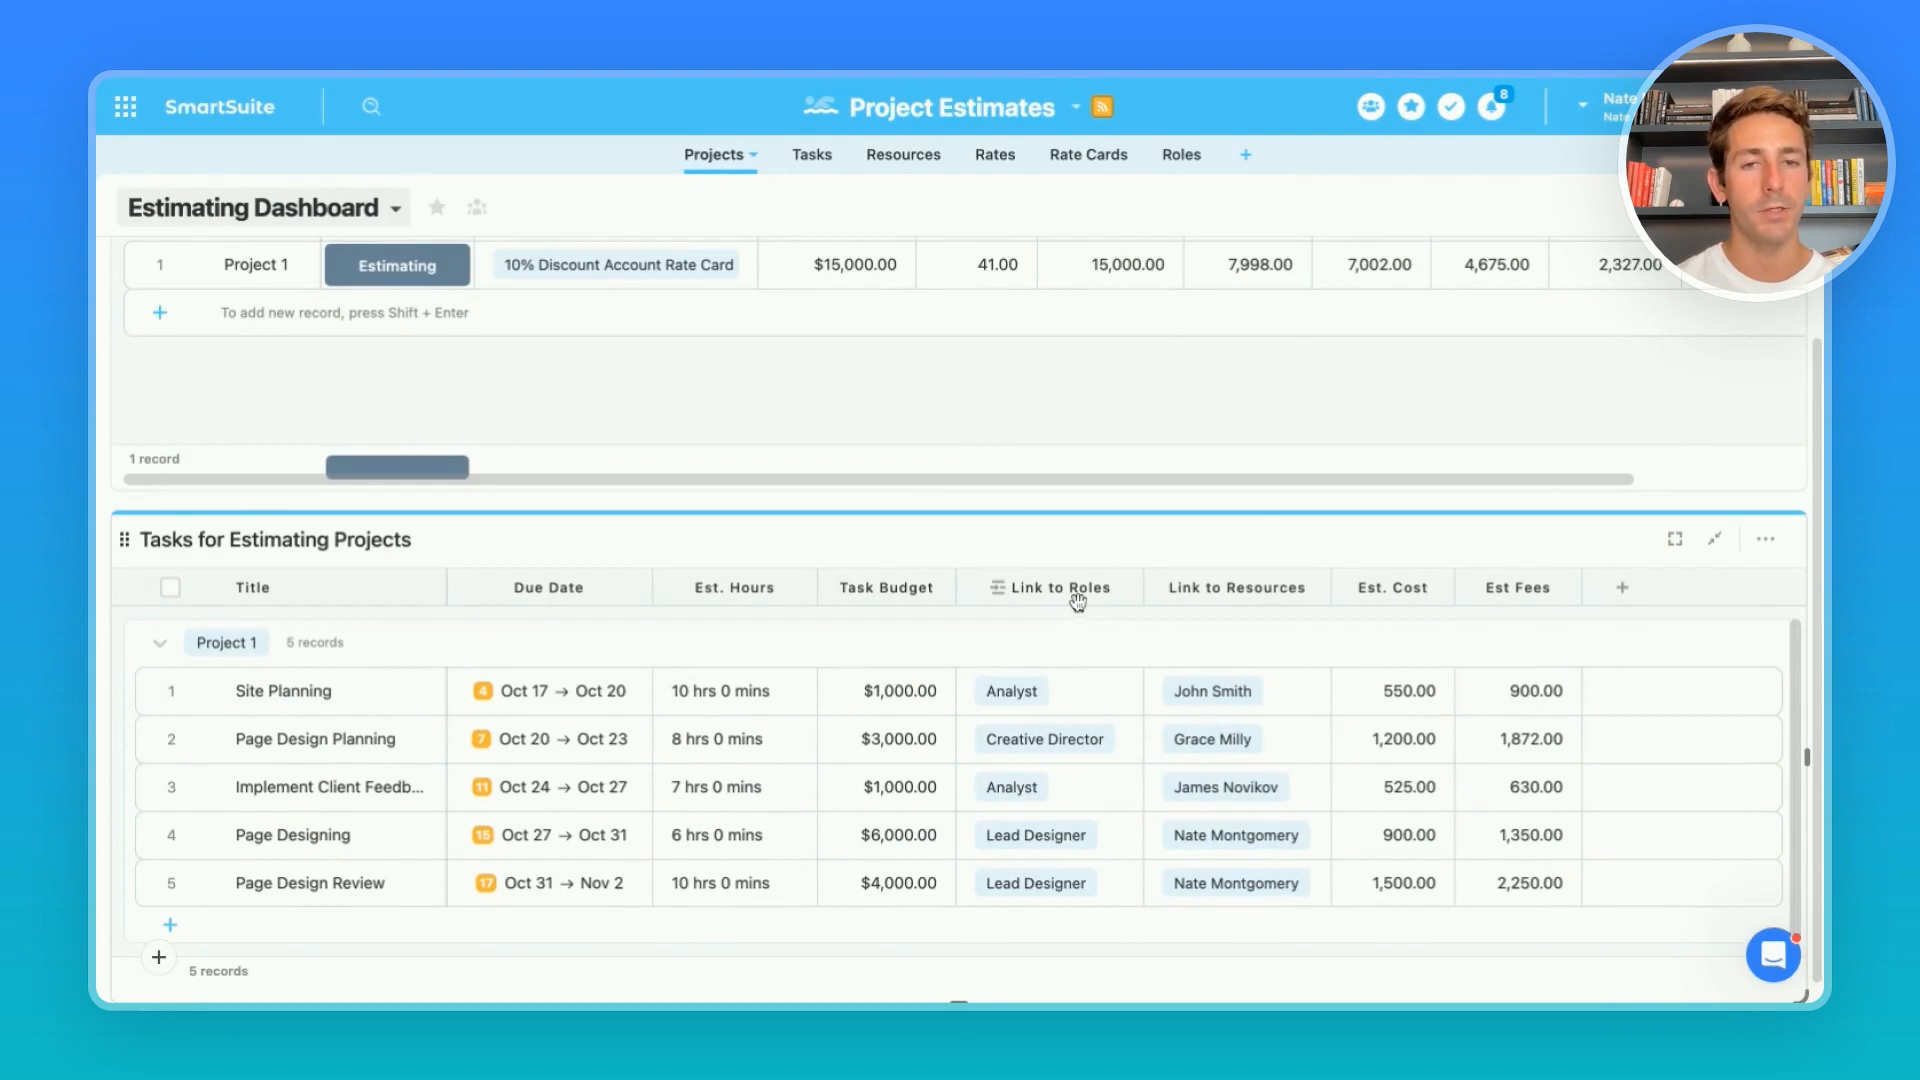 SmartSuite
Project Estimates
8
Nate
Nate
Projects Tasks Resources Rates Rate Cards Roles +
Estimating Dashboard
1 Project 1 Estimating 10% Discount Account Rate Card $15,000.00 41.00 15,000.00 7,998.00 7,002.00 4,675.00 2,327.00
+ To add new record, press Shift + Enter
1 record
Tasks for Estimating Projects
Title Due Date Est. Hours Task Budget Link to Roles Link to Resources Est. Cost Est Fees +
Project 1 5 records
1 Site Planning 4 Oct 17 → Oct 20 10 hrs 0 mins $1,000.00 Analyst John Smith 550.00 900.00
2 Page Design Planning 7 Oct 20 → Oct 23 8 hrs 0 mins $3,000.00 Creative Director Grace Milly 1,200.00 1,872.00
3 Implement Client Feedb... 11 Oct 24 → Oct 27 7 hrs 0 mins $1,000.00 Analyst James Novikov 525.00 630.00
4 Page Designing 15 Oct 27 → Oct 31 6 hrs 0 mins $6,000.00 Lead Designer Nate Montgomery 900.00 1,350.00
5 Page Design Review 17 Oct 31 → Nov 2 10 hrs 0 mins $4,000.00 Lead Designer Nate Montgomery 1,500.00 2,250.00
+
+
5 records